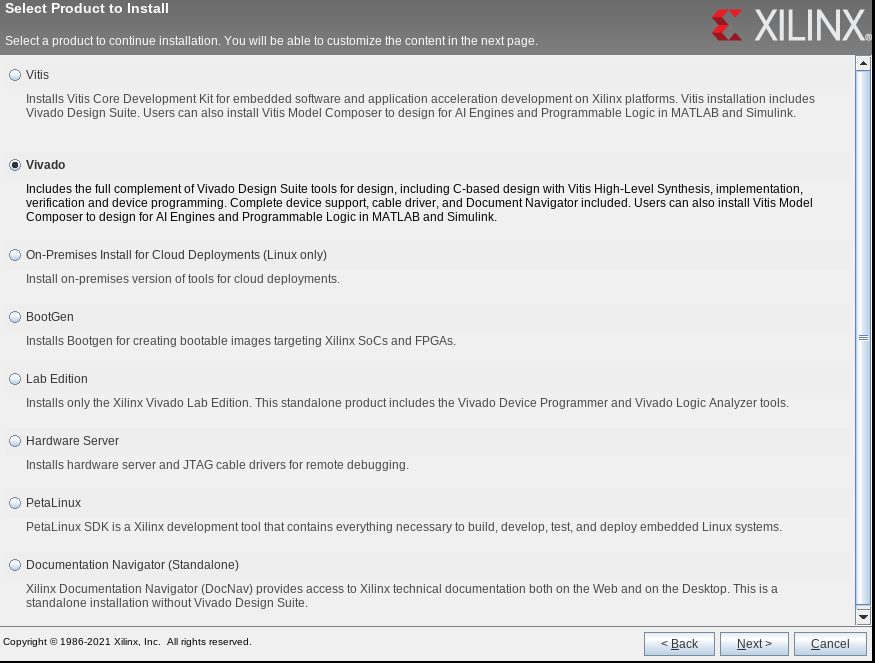 Select Product to Install
Select a product to continue installation. You will be able to customize the content in the next page.
XILINX®
Vitis
Installs Vitis Core Development Kit for embedded software and application acceleration development on Xilinx platforms. Vitis installation includes
Vivado Design Suite. Users can also install Vitis Model Composer to design for AI Engines and Programmable Logic in MATLAB and Simulink.
Vivado
Includes the full complement of Vivado Design Suite tools for design, including C-based design with Vitis High-Level Synthesis, implementation,
verification and device programming. Complete device support, cable driver, and Document Navigator included. Users can also install Vitis Model
Composer to design for AI Engines and Programmable Logic in MATLAB and Simulink.
On-Premises Install for Cloud Deployments (Linux only)
Install on-premises version of tools for cloud deployments.
BootGen
Installs Bootgen for creating bootable images targeting Xilinx SoCs and FPGAs.
Lab Edition
Installs only the Xilinx Vivado Lab Edition. This standalone product includes the Vivado Device Programmer and Vivado Logic Analyzer tools.
Hardware Server
Installs hardware server and JTAG cable drivers for remote debugging.
PetaLinux
PetaLinux SDK is a Xilinx development tool that contains everything necessary to build, develop, test, and deploy embedded Linux systems.
Documentation Navigator (Standalone)
Xilinx Documentation Navigator (DocNav) provides access to Xilinx technical documentation both on the Web and on the Desktop. This is a
standalone installation without Vivado Design Suite.
Copyright © 1986-2021 Xilinx, Inc.  All rights reserved.
< Back
Next >
Cancel